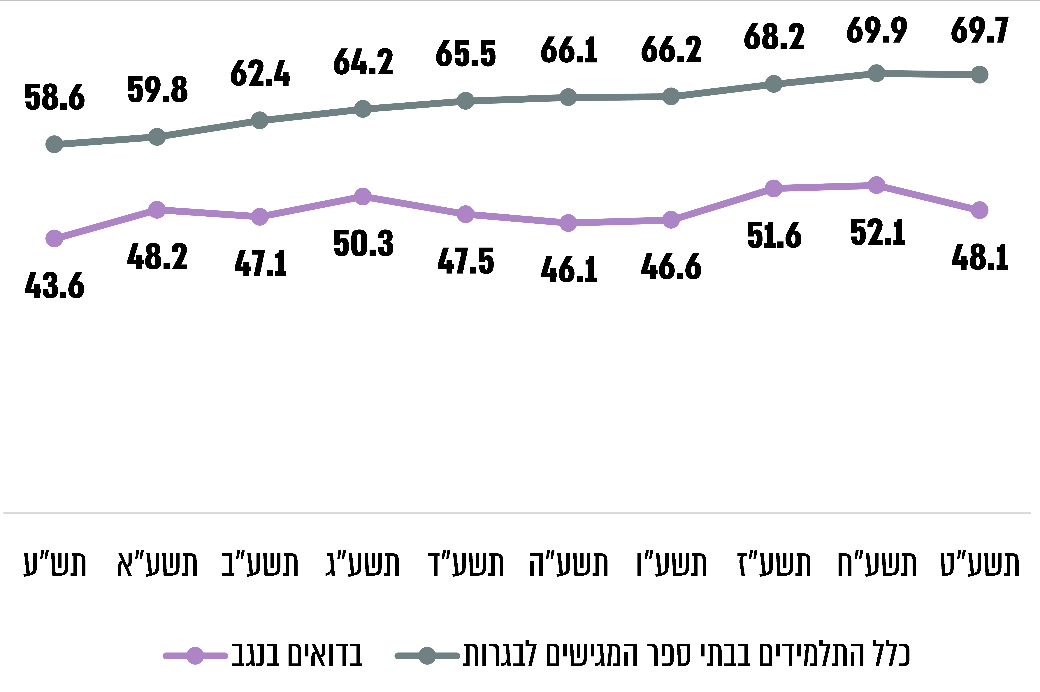 58.6 59.8 62.4 64.2 65.5 66.1 66.2 68.2 69.9 69.7
43.6 48.2 47.1 50.3 47.5 46.1 46.6 51.6 52.1 48.1
תש"ע תשע"א תשע"ב תשע"ג תשע"ד תשע"ה תשע"ו תשע"ז תשע"ח תשע"ט
כלל התלמידים בבתי ספר המגישים לבגרות בדואים בנגב